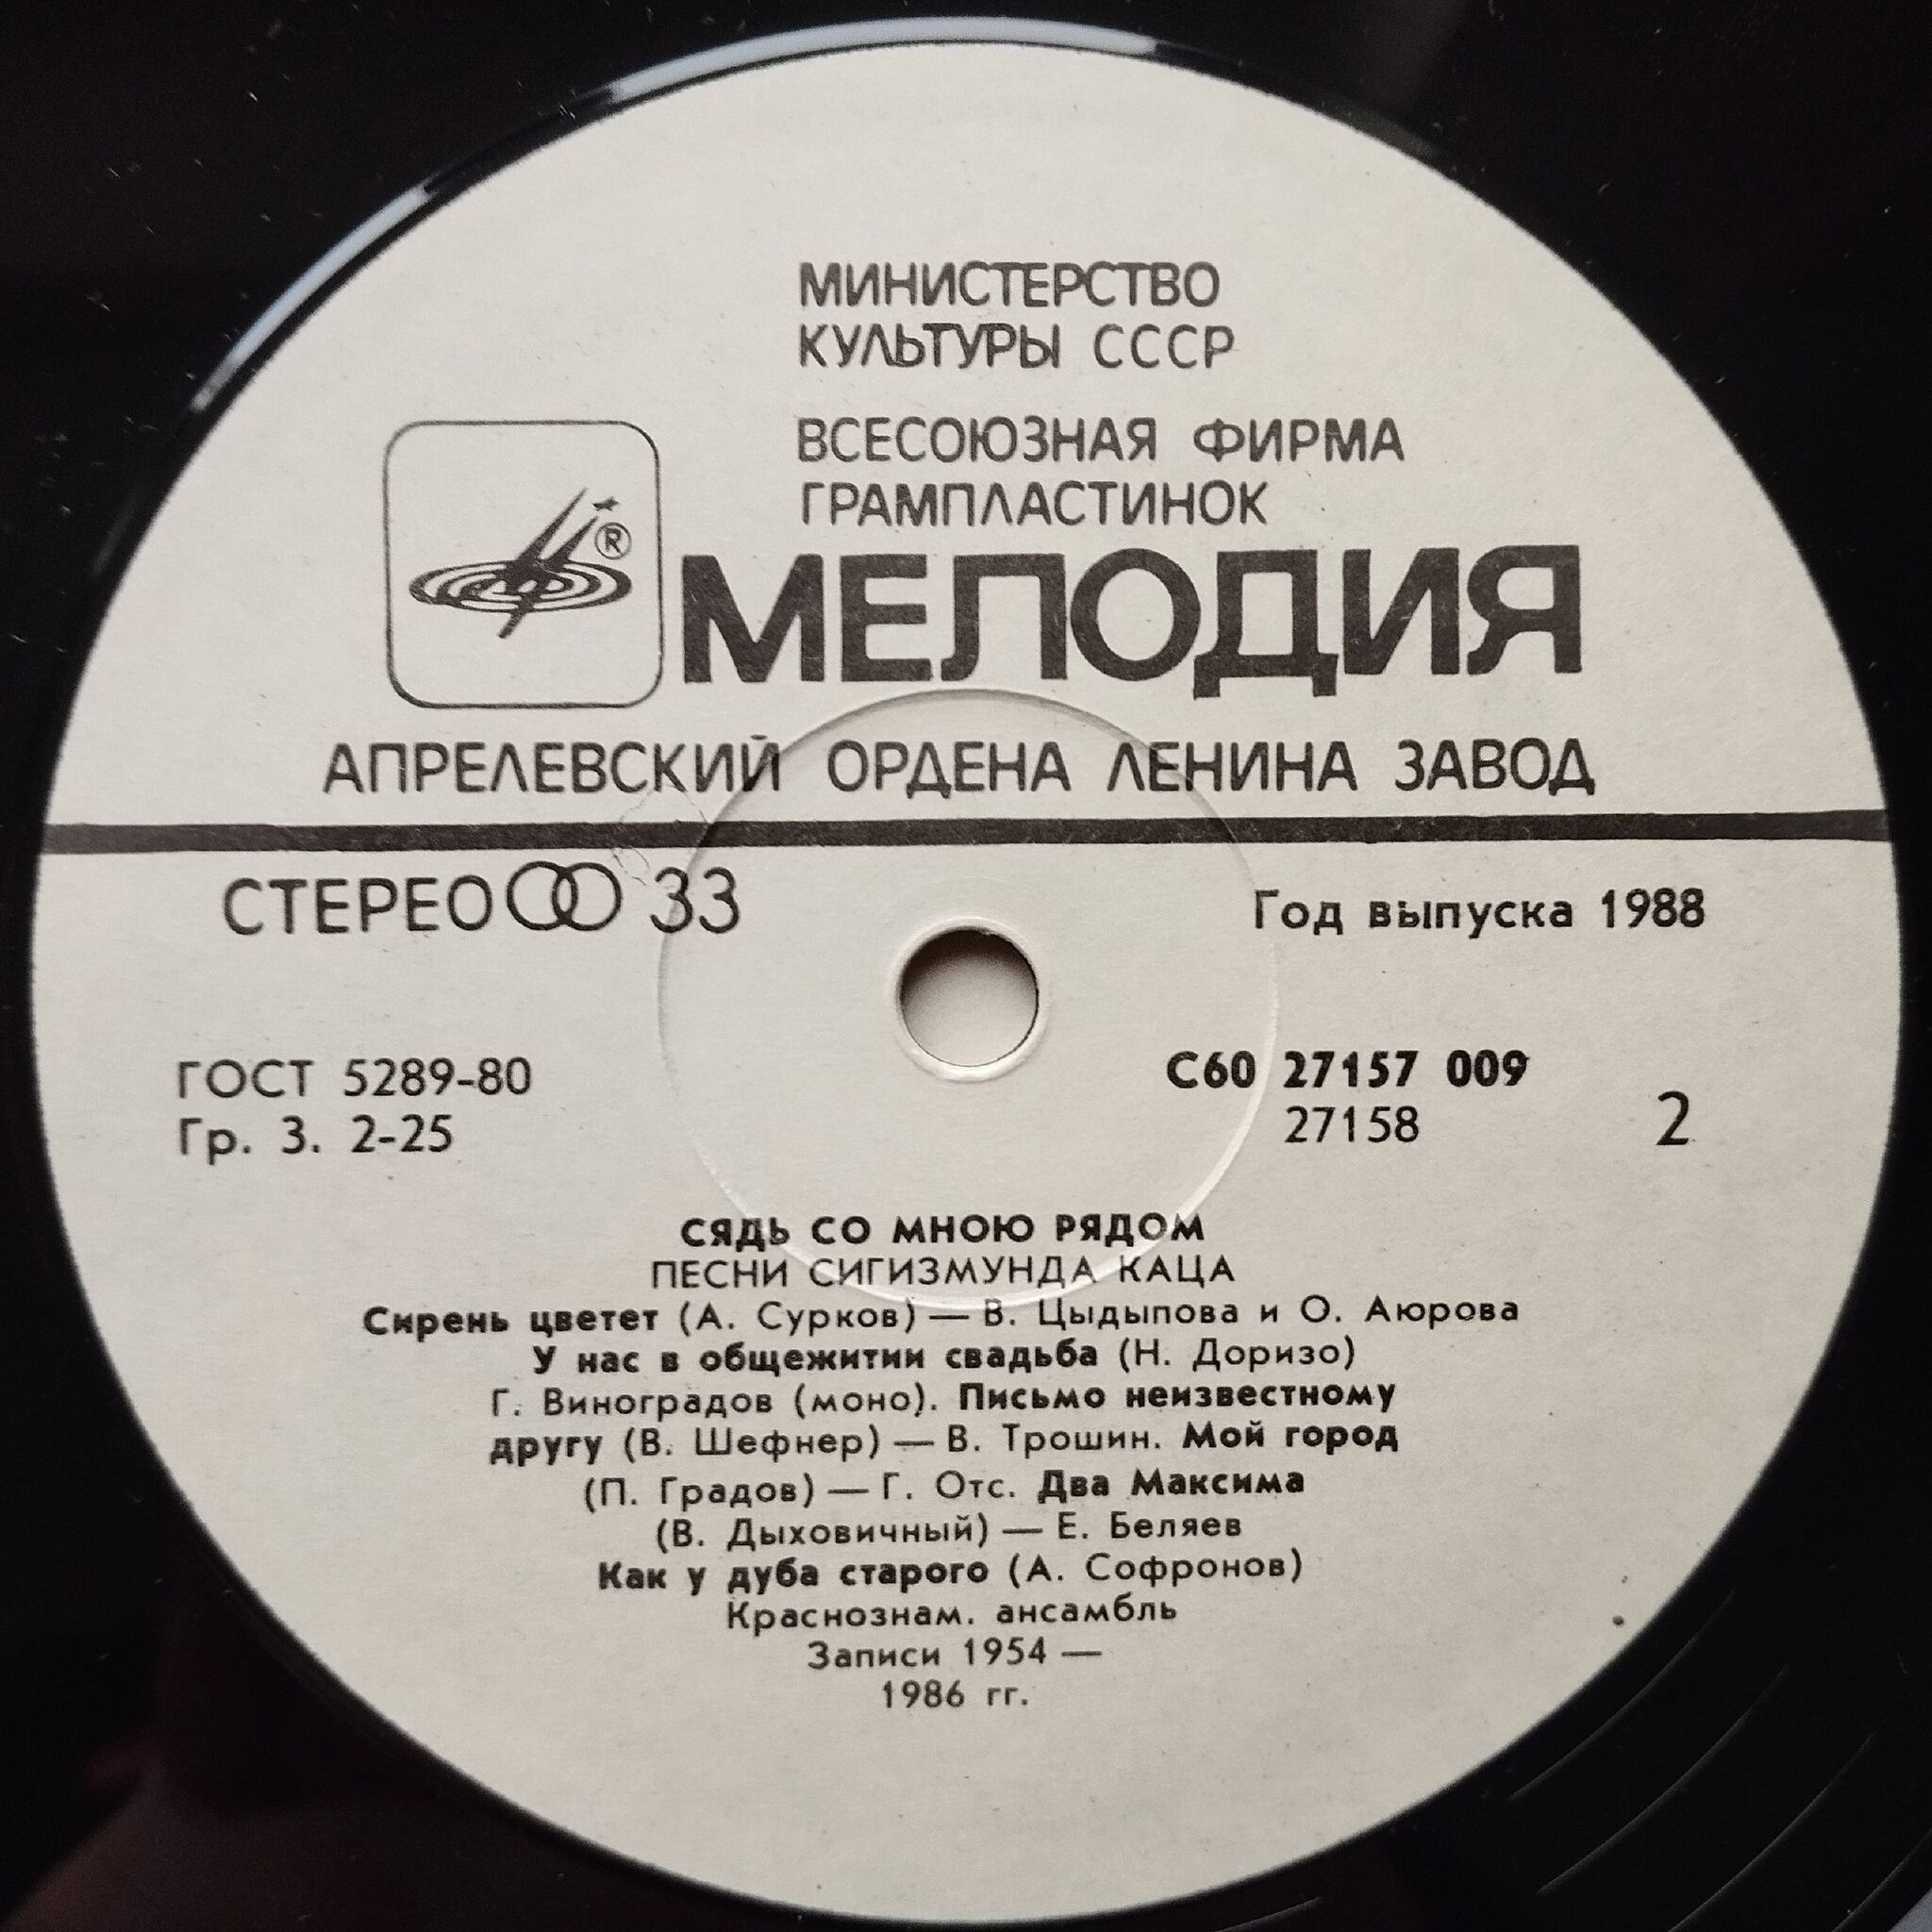 МИНИСТЕРСТВО
КУЛЬТУРЫ СССР
ВСЕСОЮЗНАЯ ФИРМА
ГРАМПЛАСТИНОК
®
МЕЛОДИЯ
АПРЕЛЕВСКИЙ ОРДЕНА ЛЕНИНА ЗАВОД
СТЕРЕО 33
Год выпуска 1988
ГОСТ 5289-80
Гр. 3. 2-25
С60 27157 009
27158
2
СЯДЬ СО МНОЮ РЯДОМ
ПЕСНИ СИГИЗМУНДА КАЦА
Сирень цветет (А. Сурков) — В. Цыдыпова и О. Аюрова
У нас в общежитии свадьба (Н. Доризо)
Г. Виноградов (моно). Письмо неизвестному
другу (В. Шефнер) — В. Трошин. Мой город
(П. Градов) — Г. Отс. Два Максима
(В. Дыховичный) — Е. Беляев
Как у дуба старого (А. Софронов)
Краснознам. ансамбль
Записи 1954 —
1986 гг.